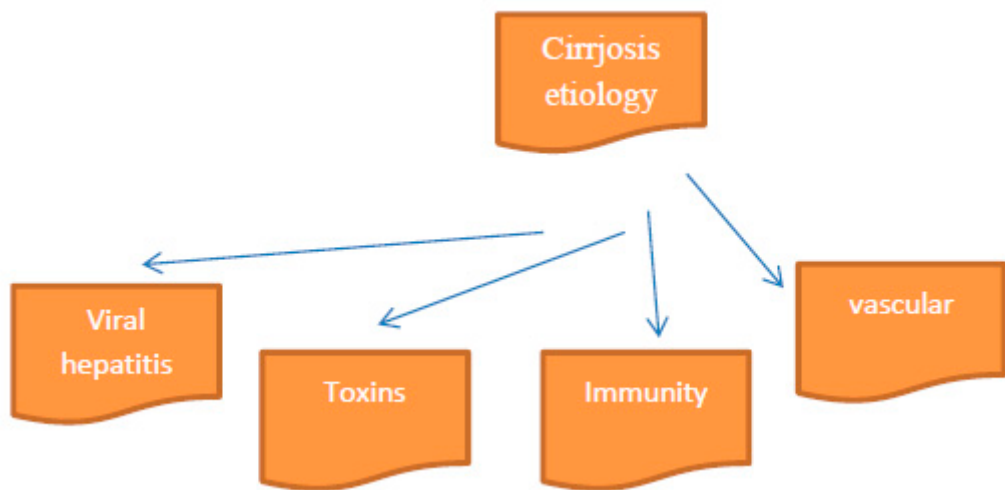 Cirrjosis
etiology
Viral
hepatitis
Toxins
Immunity
vascular